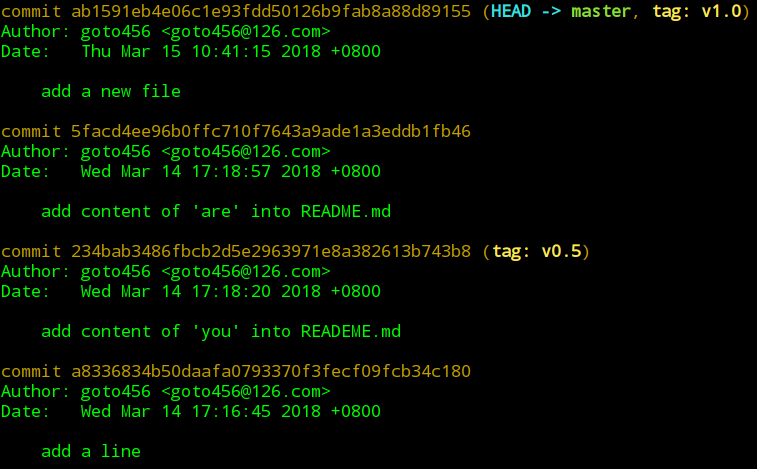 commit ab1591eb4e06c1e93fdd50126b9fab8a88d89155 (HEAD -> master, tag: v1.0)
Author: goto456 <goto456@126.com>
Date:   Thu Mar 15 10:41:15 2018 +0800
    add a new file
commit 5facd4ee96b0ffc710f7643a9ade1a3eddb1fb46
Author: goto456 <goto456@126.com>
Date:   Wed Mar 14 17:18:57 2018 +0800
    add content of 'are' into README.md
commit 234bab3486fbcb2d5e2963971e8a382613b743b8 (tag: v0.5)
Author: goto456 <goto456@126.com>
Date:   Wed Mar 14 17:18:20 2018 +0800
    add content of 'you' into READEME.md
commit a8336834b50daafa0793370f3fecf09fcb34c180
Author: goto456 <goto456@126.com>
Date:   Wed Mar 14 17:16:45 2018 +0800
    add a line